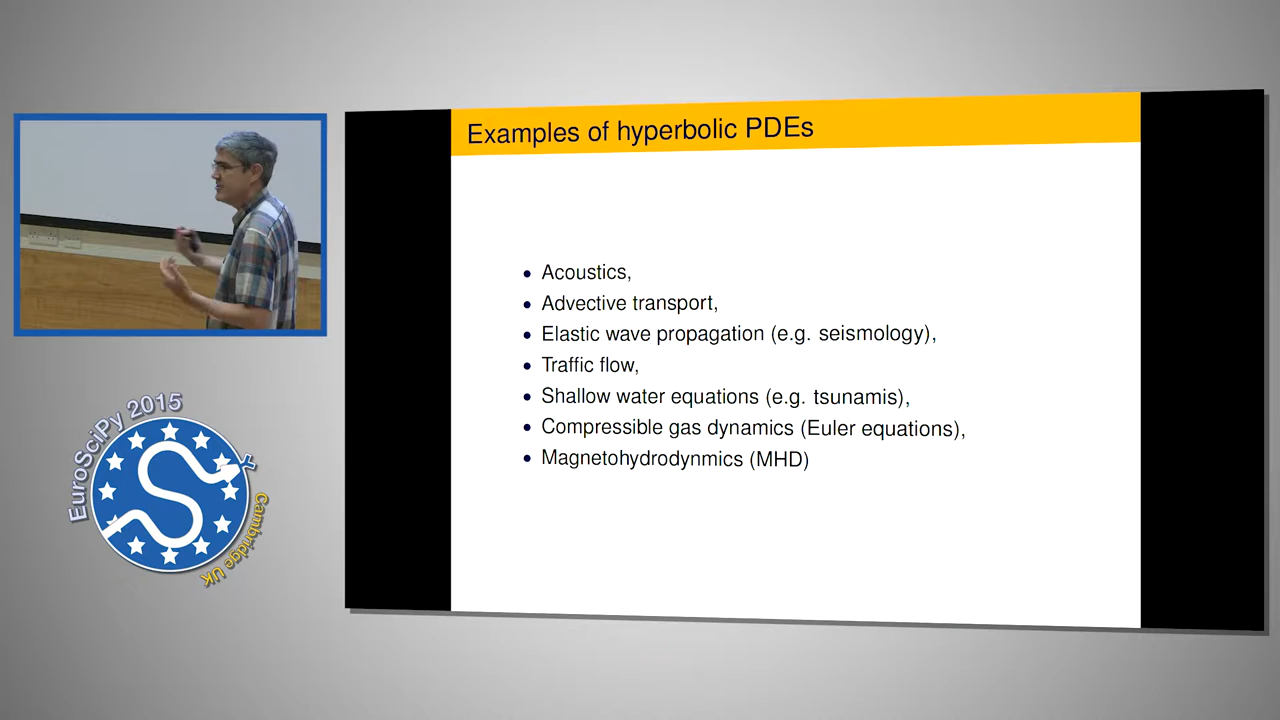 Examples of hyperbolic PDEs
• Acoustics,
• Advective transport,
• Elastic wave propagation (e.g. seismology),
• Traffic flow,
• Shallow water equations (e.g. tsunamis),
• Compressible gas dynamics (Euler equations),
• Magnetohydrodynmics (MHD)
EuroSciPy 2015
Cambridge UK